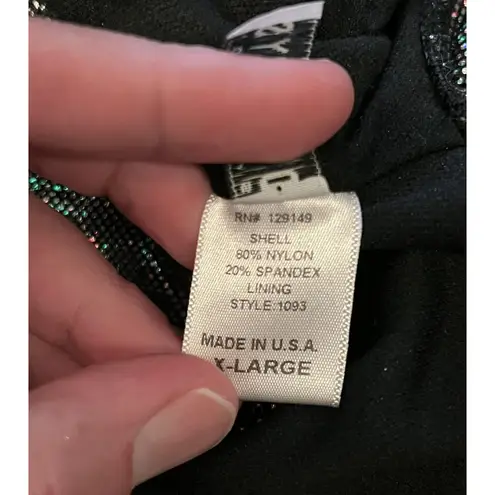 RN# 129149
SHELL
80% NYLON
20% SPANDEX
LINING
STYLE:1093
MADE IN U.S.A.
X-LARGE